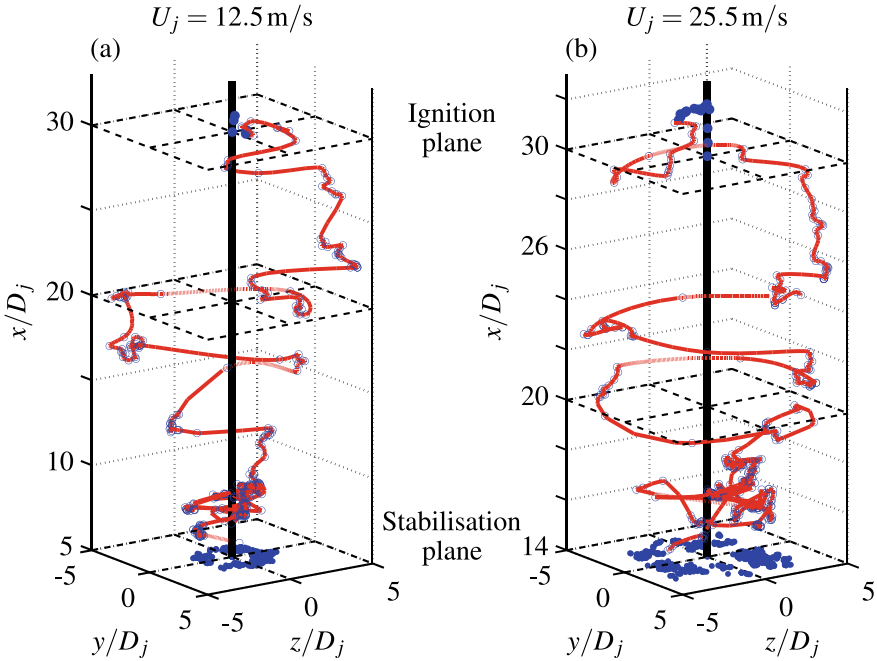 U_j = 12.5 m/s
U_j = 25.5 m/s
(a)
(b)
Ignition
plane
Stabilisation
plane
30
20
10
5
x/D_j
-5
0
5
y/D_j
-5
0
5
z/D_j
30
26
20
14
x/D_j
-5
0
5
y/D_j
-5
0
5
z/D_j